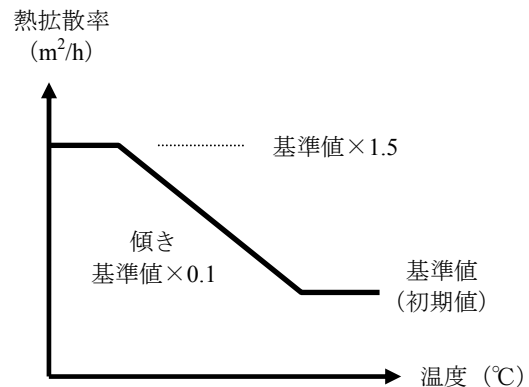 熱拡散率
（m²/h）
基準値×1.5
傾き
基準値×0.1
基準値
（初期値）
温度（℃）